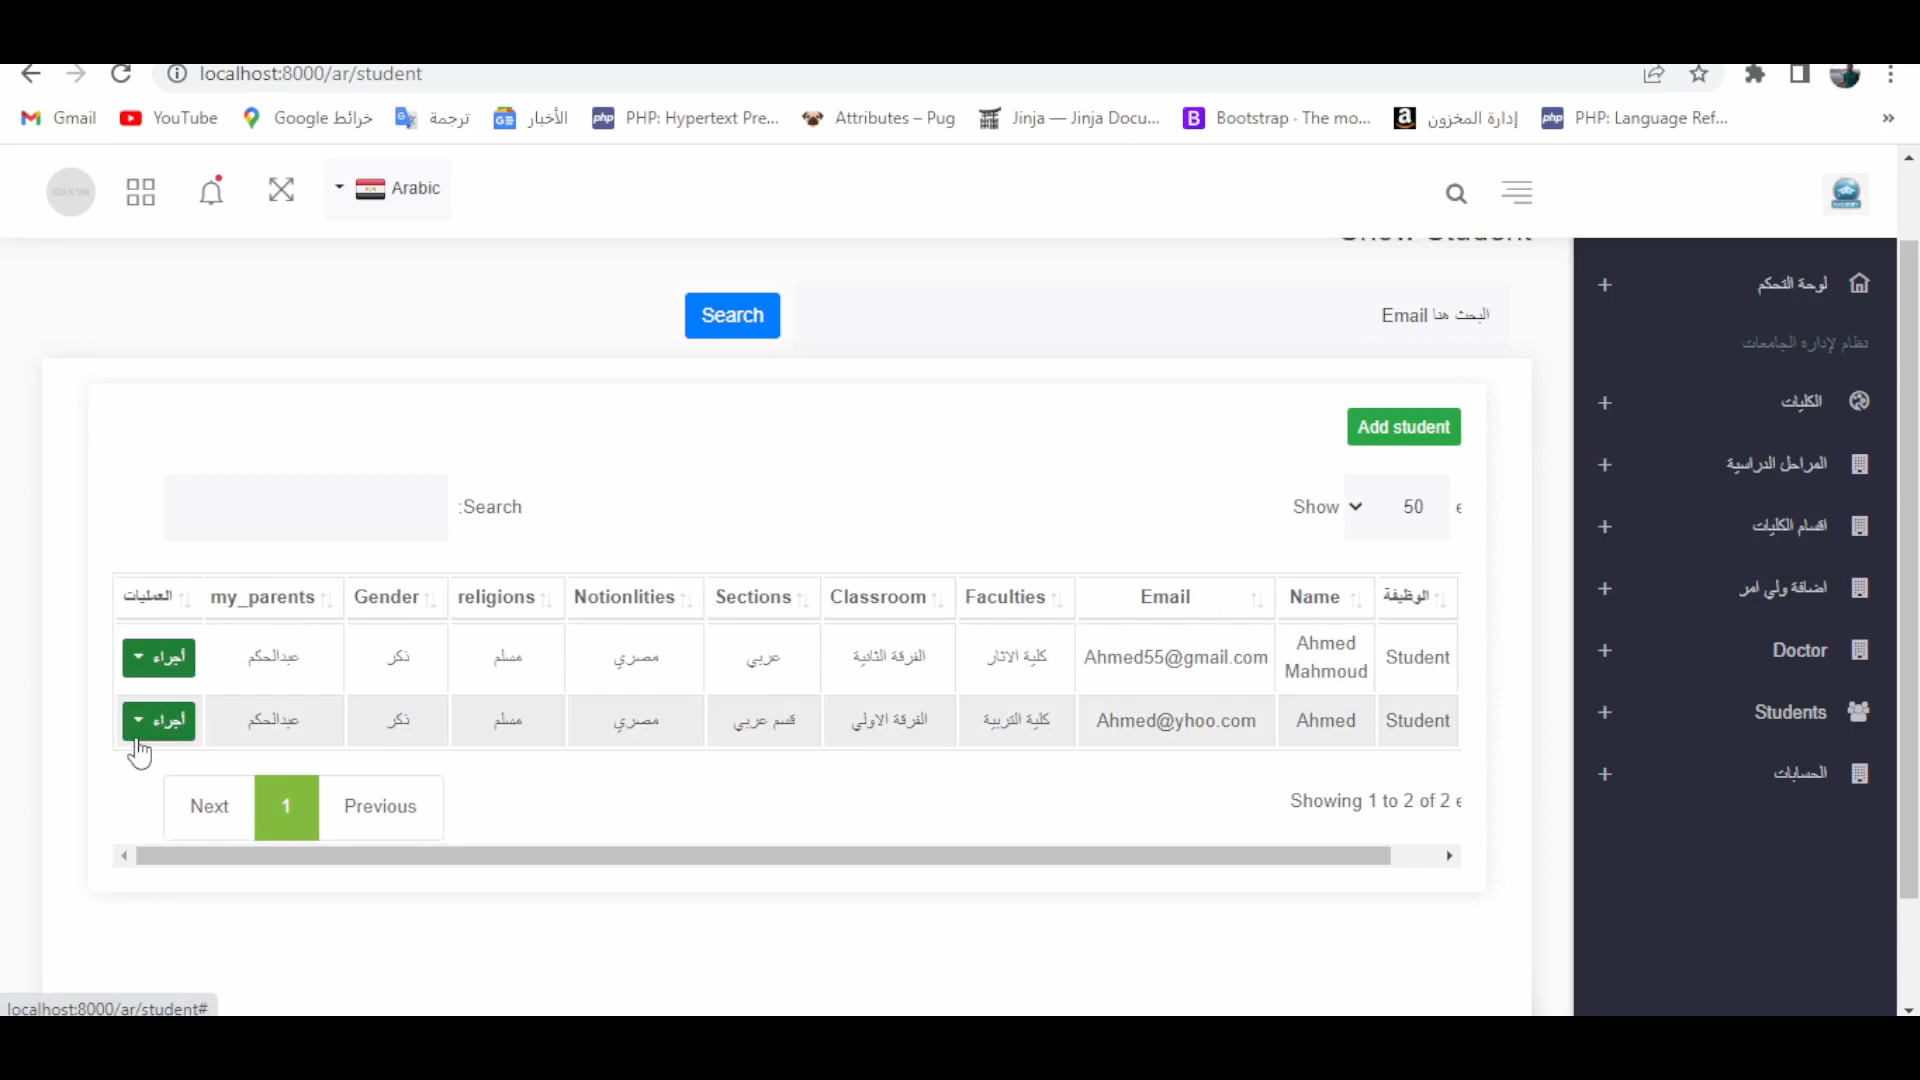 localhost:8000/ar/student
Gmail YouTube خرائط Google ترجمة الأخبار PHP: Hypertext Pre... Attributes – Pug Jinja — Jinja Docu... Bootstrap · The mo... إدارة المخزون PHP: Language Ref... »
Arabic
Show Student
لوحة التحكم
البحث هنا Email
Search
نظام لإدارة الجامعات
الكليات
المراحل الدراسية
اقسام الكليات
اضافة ولي امر
Doctor
Students
الحسابات
Add student
Show 50 e
Search:
الوظيفة Name Email Faculties Classroom Sections Notionlities religions Gender my_parents العمليات
Student Ahmed Mahmoud Ahmed55@gmail.com كلية الاثار الفرقة الثانية عربي مصري مسلم ذكر عبدالحكم أجراء
Student Ahmed Ahmed@yhoo.com كلية التربية الفرقة الاولي قسم عربي مصري مسلم ذكر عبدالحكم أجراء
Showing 1 to 2 of 2 e
Previous 1 Next
localhost:8000/ar/student#